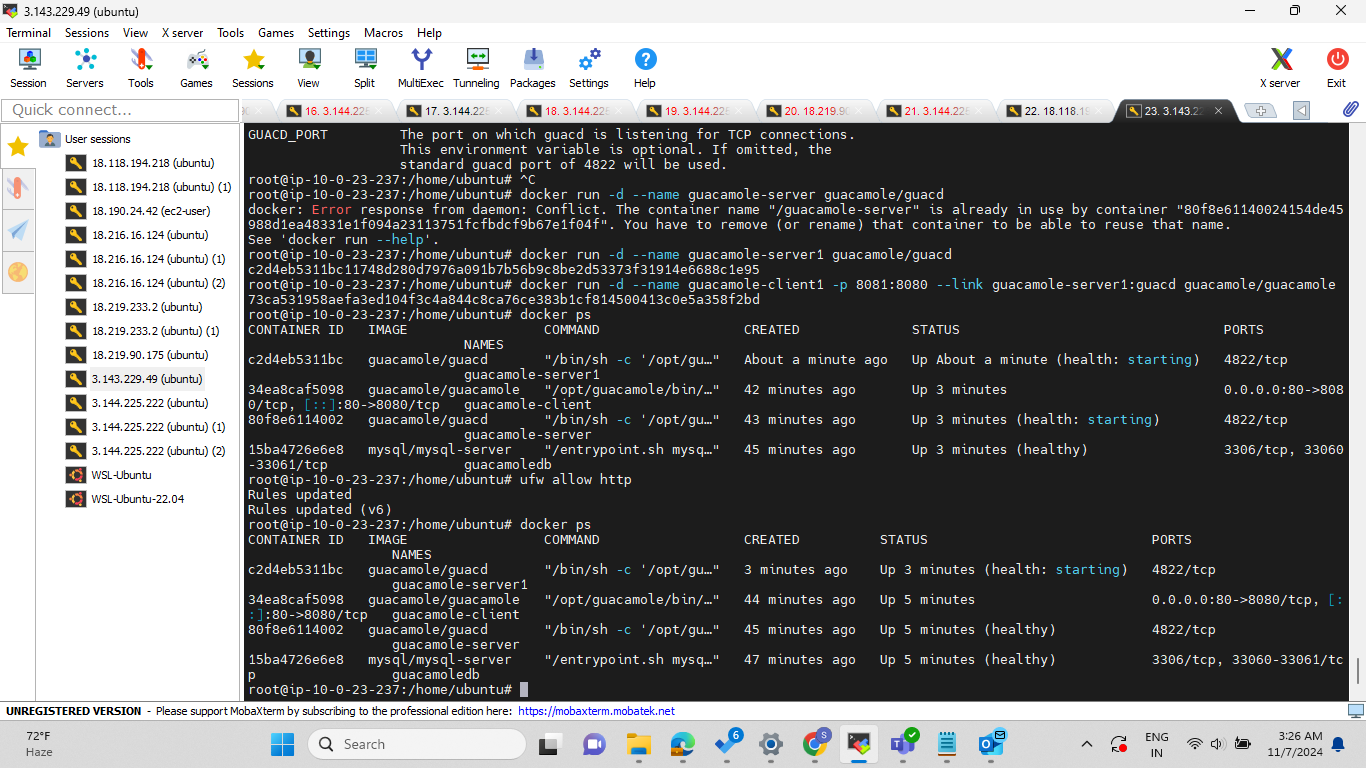 3.143.229.49 (ubuntu)
Terminal Sessions View X server Tools Games Settings Macros Help
Session Servers Tools Games Sessions View Split MultiExec Tunneling Packages Settings Help X server Exit
Quick connect...
16. 3.144.225 17. 3.144.225 18. 3.144.225 19. 3.144.225 20. 18.219.90 21. 3.144.225 22. 18.118.19 23. 3.143.22
User sessions
18.118.194.218 (ubuntu)
18.118.194.218 (ubuntu) (1)
18.190.24.42 (ec2-user)
18.216.16.124 (ubuntu)
18.216.16.124 (ubuntu) (1)
18.216.16.124 (ubuntu) (2)
18.219.233.2 (ubuntu)
18.219.233.2 (ubuntu) (1)
18.219.90.175 (ubuntu)
3.143.229.49 (ubuntu)
3.144.225.222 (ubuntu)
3.144.225.222 (ubuntu) (1)
3.144.225.222 (ubuntu) (2)
WSL-Ubuntu
WSL-Ubuntu-22.04
GUACD_PORT The port on which guacd is listening for TCP connections.
This environment variable is optional. If omitted, the
standard guacd port of 4822 will be used.
root@ip-10-0-23-237:/home/ubuntu# ^C
root@ip-10-0-23-237:/home/ubuntu# docker run -d --name guacamole-server guacamole/guacd
docker: Error response from daemon: Conflict. The container name "/guacamole-server" is already in use by container "80f8e61140024154de45
988d1ea48331e1f094a23113751fcfbdcf9b67e1f04f". You have to remove (or rename) that container to be able to reuse that name.
See 'docker run --help'.
root@ip-10-0-23-237:/home/ubuntu# docker run -d --name guacamole-server1 guacamole/guacd
c2d4eb5311bc11748d280d7976a091b7b56b9c8be2d53373f31914e6688c1e95
root@ip-10-0-23-237:/home/ubuntu# docker run -d --name guacamole-client1 -p 8081:8080 --link guacamole-server1:guacd guacamole/guacamole
73ca531958aefa3ed104f3c4a844c8ca76ce383b1cf814500413c0e5a358f2bd
root@ip-10-0-23-237:/home/ubuntu# docker ps
CONTAINER ID IMAGE COMMAND CREATED STATUS PORTS
NAMES
c2d4eb5311bc guacamole/guacd "/bin/sh -c '/opt/gu…" About a minute ago Up About a minute (health: starting) 4822/tcp
guacamole-server1
34ea8caf5098 guacamole/guacamole "/opt/guacamole/bin/…" 42 minutes ago Up 3 minutes 0.0.0.0:80->808
0/tcp, [::]:80->8080/tcp guacamole-client
80f8e6114002 guacamole/guacd "/bin/sh -c '/opt/gu…" 43 minutes ago Up 3 minutes (health: starting) 4822/tcp
guacamole-server
15ba4726e6e8 mysql/mysql-server "/entrypoint.sh mysq…" 45 minutes ago Up 3 minutes (healthy) 3306/tcp, 33060
-33061/tcp guacamoledb
root@ip-10-0-23-237:/home/ubuntu# ufw allow http
Rules updated
Rules updated (v6)
root@ip-10-0-23-237:/home/ubuntu# docker ps
CONTAINER ID IMAGE COMMAND CREATED STATUS PORTS
NAMES
c2d4eb5311bc guacamole/guacd "/bin/sh -c '/opt/gu…" 3 minutes ago Up 3 minutes (health: starting) 4822/tcp
guacamole-server1
34ea8caf5098 guacamole/guacamole "/opt/guacamole/bin/…" 44 minutes ago Up 5 minutes 0.0.0.0:80->8080/tcp, [:
:]:80->8080/tcp guacamole-client
80f8e6114002 guacamole/guacd "/bin/sh -c '/opt/gu…" 45 minutes ago Up 5 minutes (healthy) 4822/tcp
guacamole-server
15ba4726e6e8 mysql/mysql-server "/entrypoint.sh mysq…" 47 minutes ago Up 5 minutes (healthy) 3306/tcp, 33060-33061/tc
p guacamoledb
root@ip-10-0-23-237:/home/ubuntu#
UNREGISTERED VERSION - Please support MobaXterm by subscribing to the professional edition here: https://mobaxterm.mobatek.net
72°F
Haze
Search
6
S
ENG
IN
3:26 AM
11/7/2024